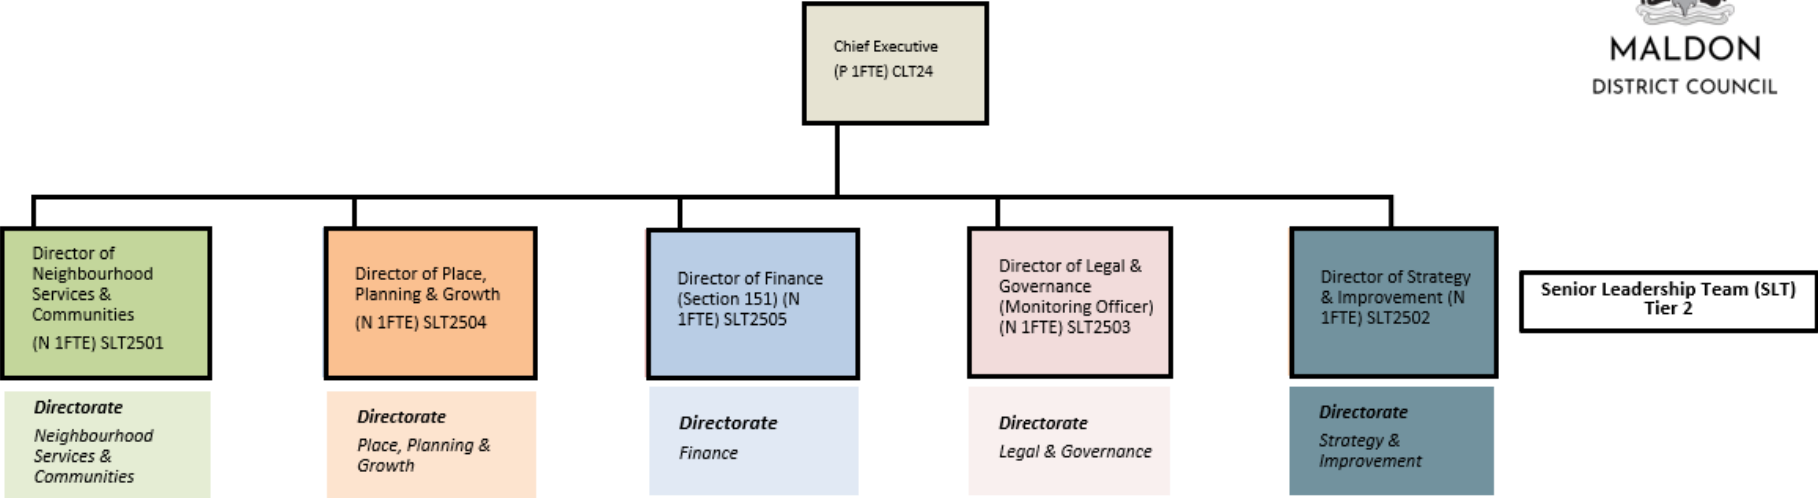 Chief Executive
(P 1FTE) CLT24
MALDON
DISTRICT COUNCIL
Director of
Neighbourhood
Services &
Communities
(N 1FTE) SLT2501
Director of Place,
Planning & Growth
(N 1FTE) SLT2504
Director of Finance
(Section 151) (N
1FTE) SLT2505
Director of Legal &
Governance
(Monitoring Officer)
(N 1FTE) SLT2503
Director of Strategy
& Improvement (N
1FTE) SLT2502
Senior Leadership Team (SLT)
Tier 2
Directorate
Neighbourhood
Services &
Communities
Directorate
Place, Planning &
Growth
Directorate
Finance
Directorate
Legal & Governance
Directorate
Strategy &
Improvement